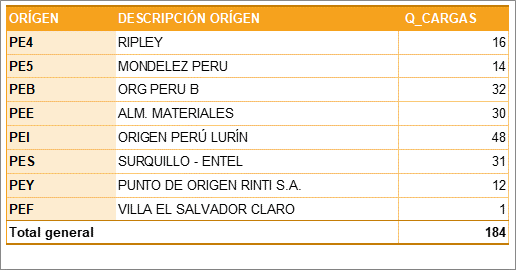 ORÍGEN DESCRIPCIÓN ORÍGEN Q_CARGAS
PE4 RIPLEY 16
PE5 MONDELEZ PERU 14
PEB ORG PERU B 32
PEE ALM. MATERIALES 30
PEI ORIGEN PERÚ LURÍN 48
PES SURQUILLO - ENTEL 31
PEY PUNTO DE ORIGEN RINTI S.A. 12
PEF VILLA EL SALVADOR CLARO 1
Total general 184